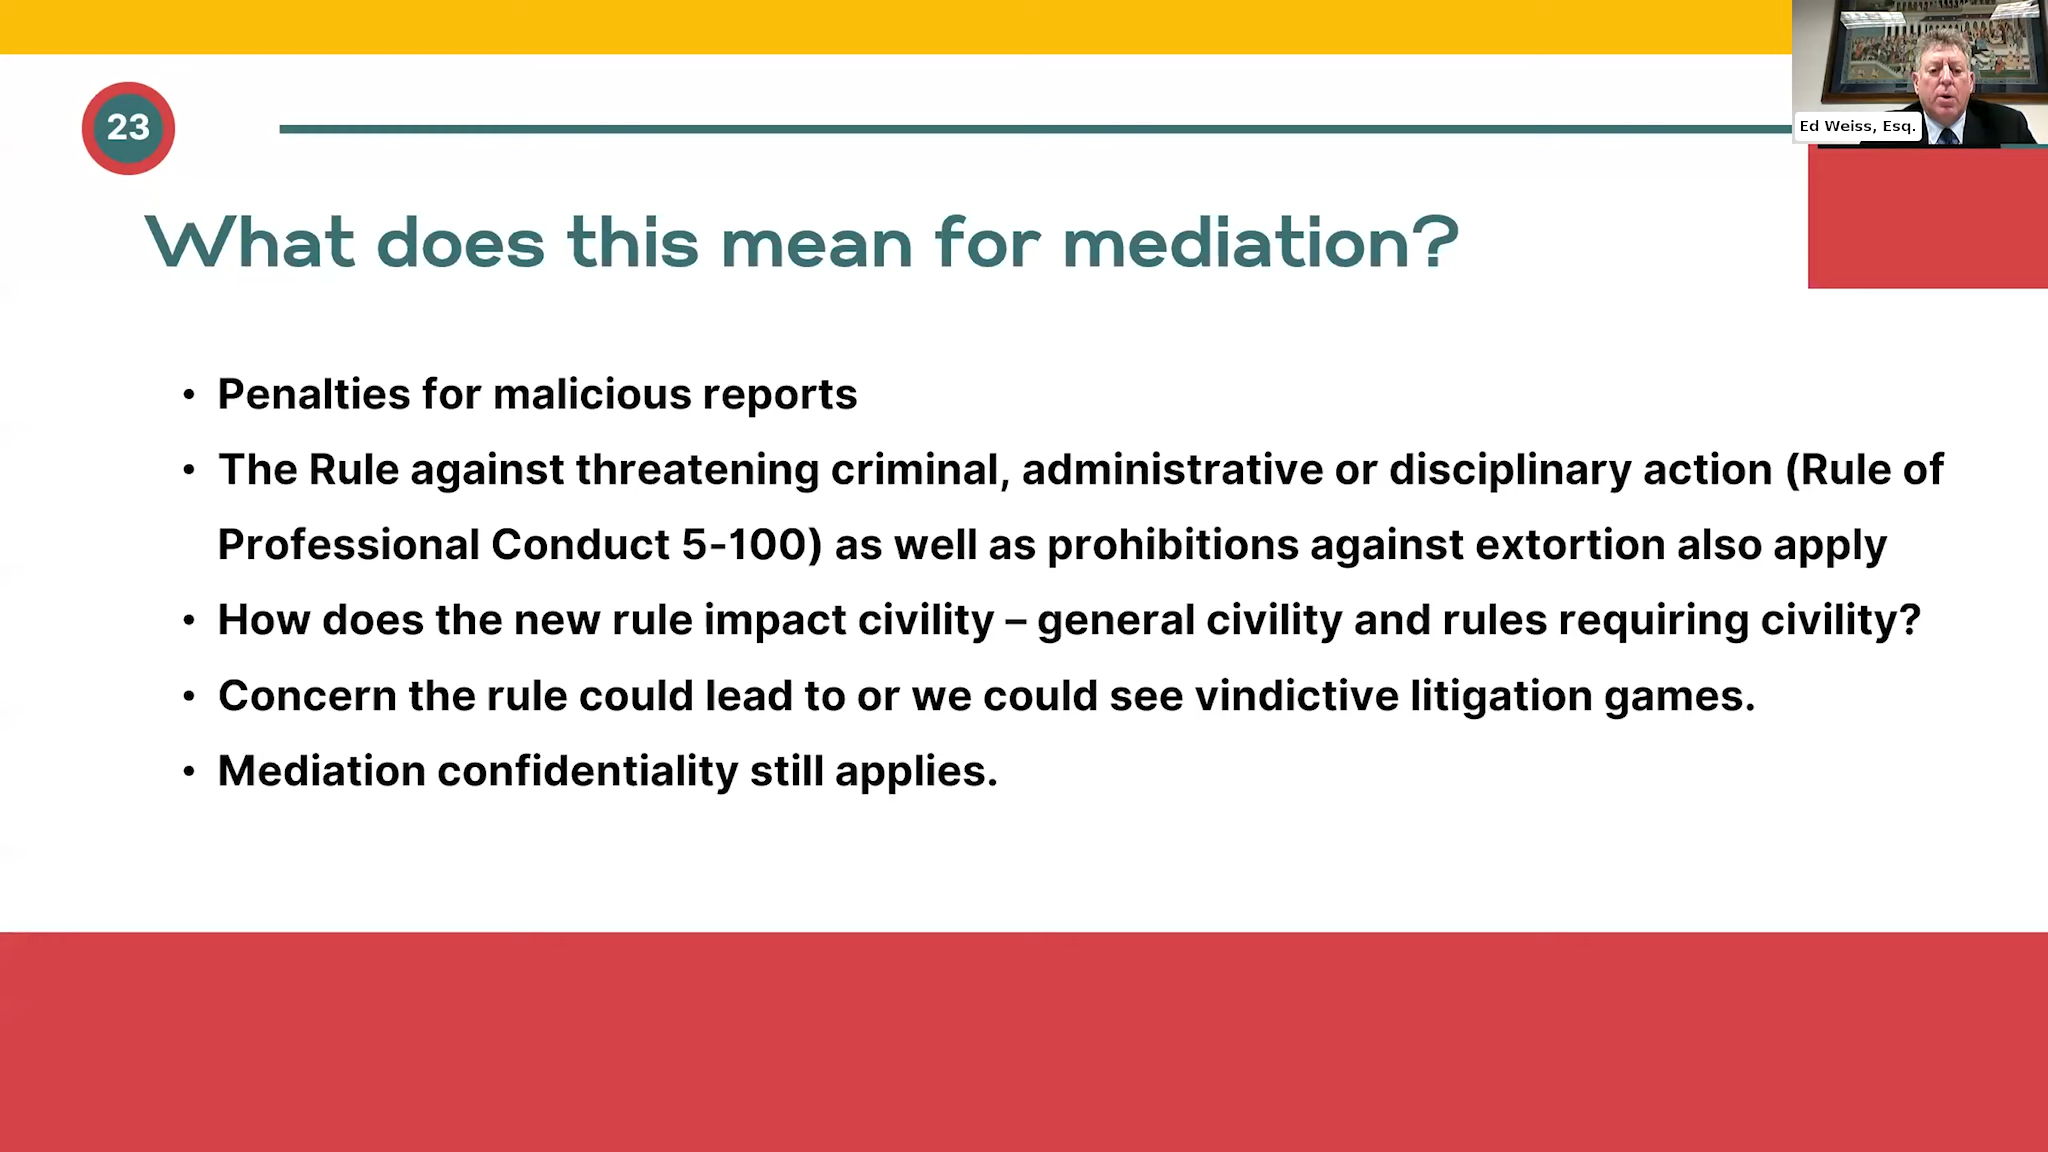 23
Ed Weiss, Esq.
What does this mean for mediation?
• Penalties for malicious reports
• The Rule against threatening criminal, administrative or disciplinary action (Rule of
Professional Conduct 5-100) as well as prohibitions against extortion also apply
• How does the new rule impact civility – general civility and rules requiring civility?
• Concern the rule could lead to or we could see vindictive litigation games.
• Mediation confidentiality still applies.